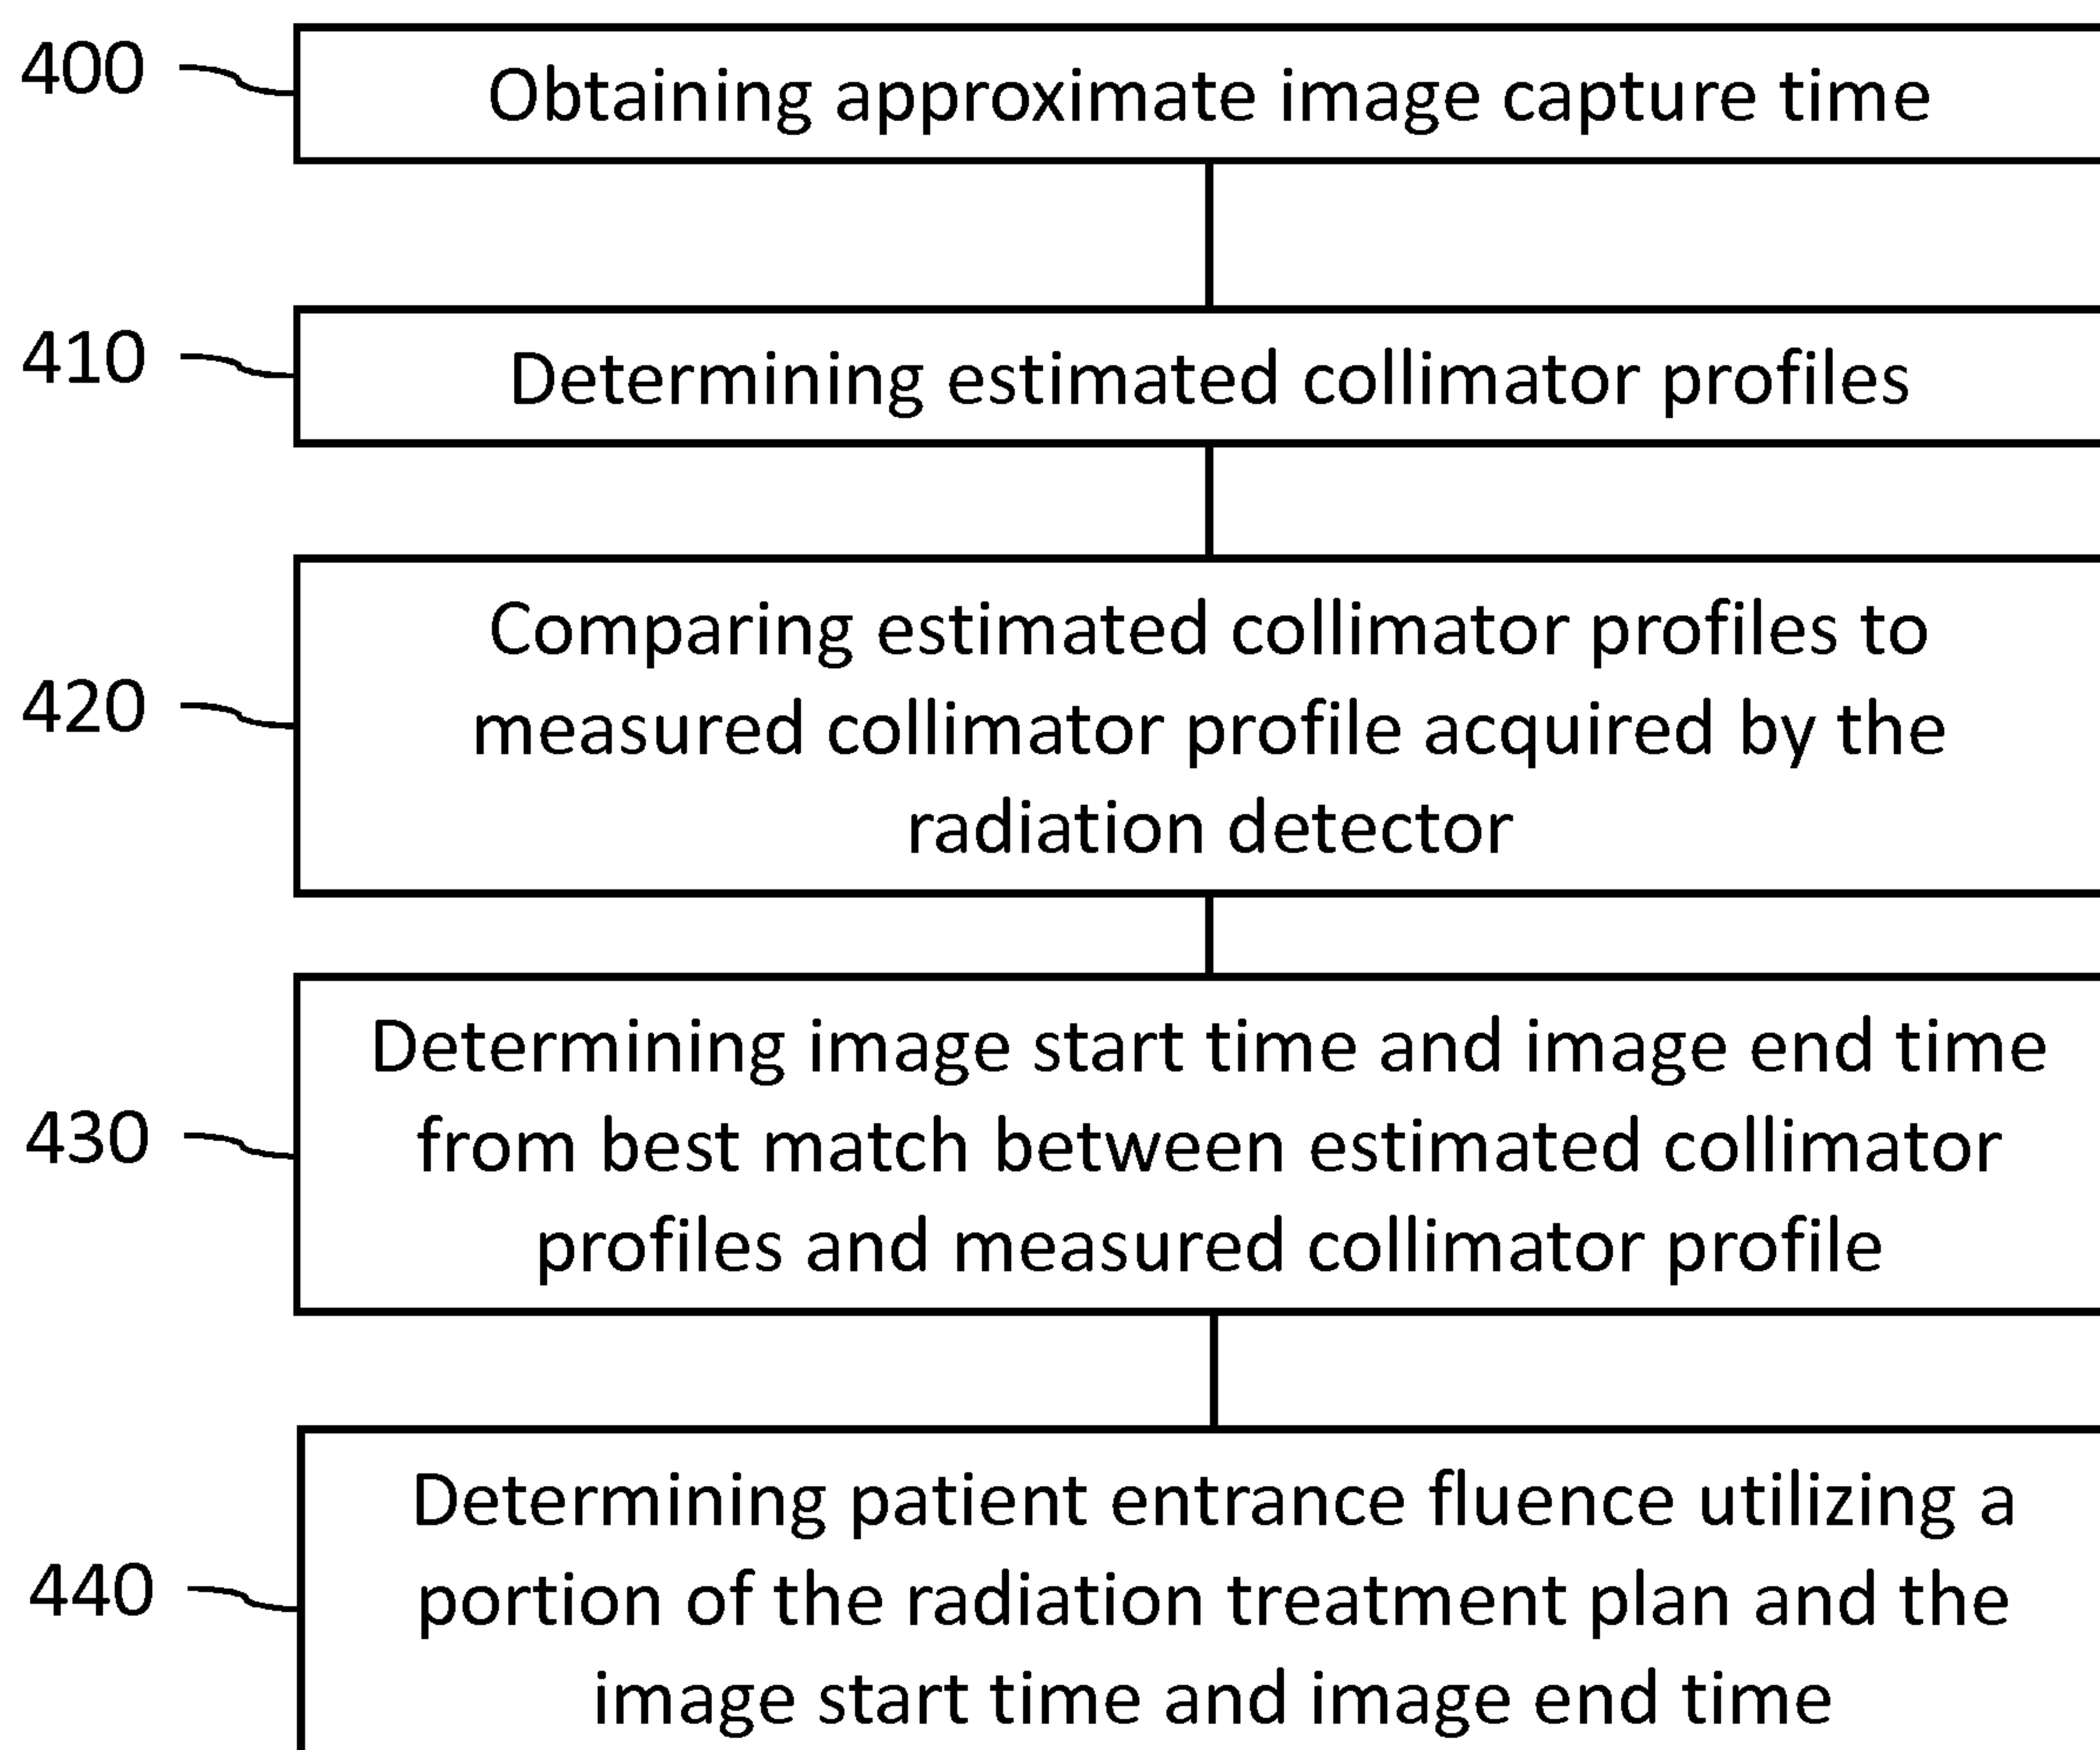 400
Obtaining approximate image capture time
410
Determining estimated collimator profiles
420
Comparing estimated collimator profiles to
measured collimator profile acquired by the
radiation detector
430
Determining image start time and image end time
from best match between estimated collimator
profiles and measured collimator profile
440
Determining patient entrance fluence utilizing a
portion of the radiation treatment plan and the
image start time and image end time